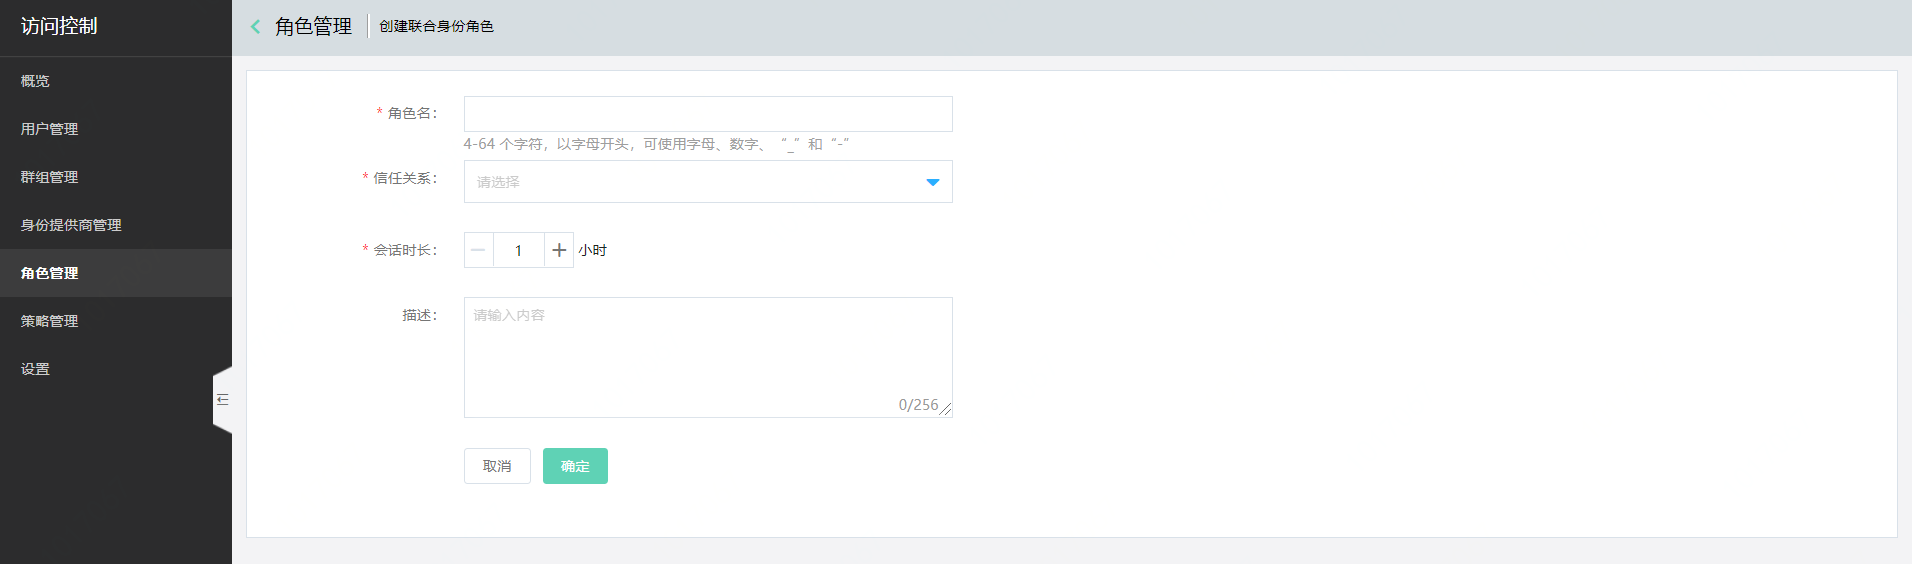 访问控制
概览
用户管理
群组管理
身份提供商管理
角色管理
策略管理
设置
角色管理 创建联合身份角色
* 角色名：
4-64 个字符，以字母开头，可使用字母、数字、“_”和“-”
* 信任关系： 请选择
* 会话时长： 1 小时
描述： 请输入内容
0/256
取消 确定